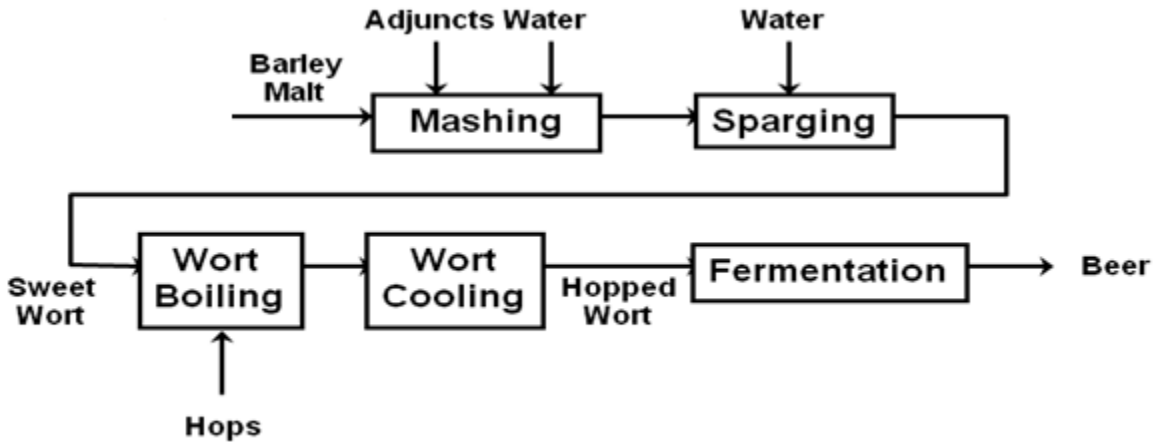 Adjuncts Water
Water
Barley
Malt
Mashing
Sparging
Sweet
Wort
Wort
Boiling
Wort
Cooling
Hopped
Wort
Fermentation
Beer
Hops